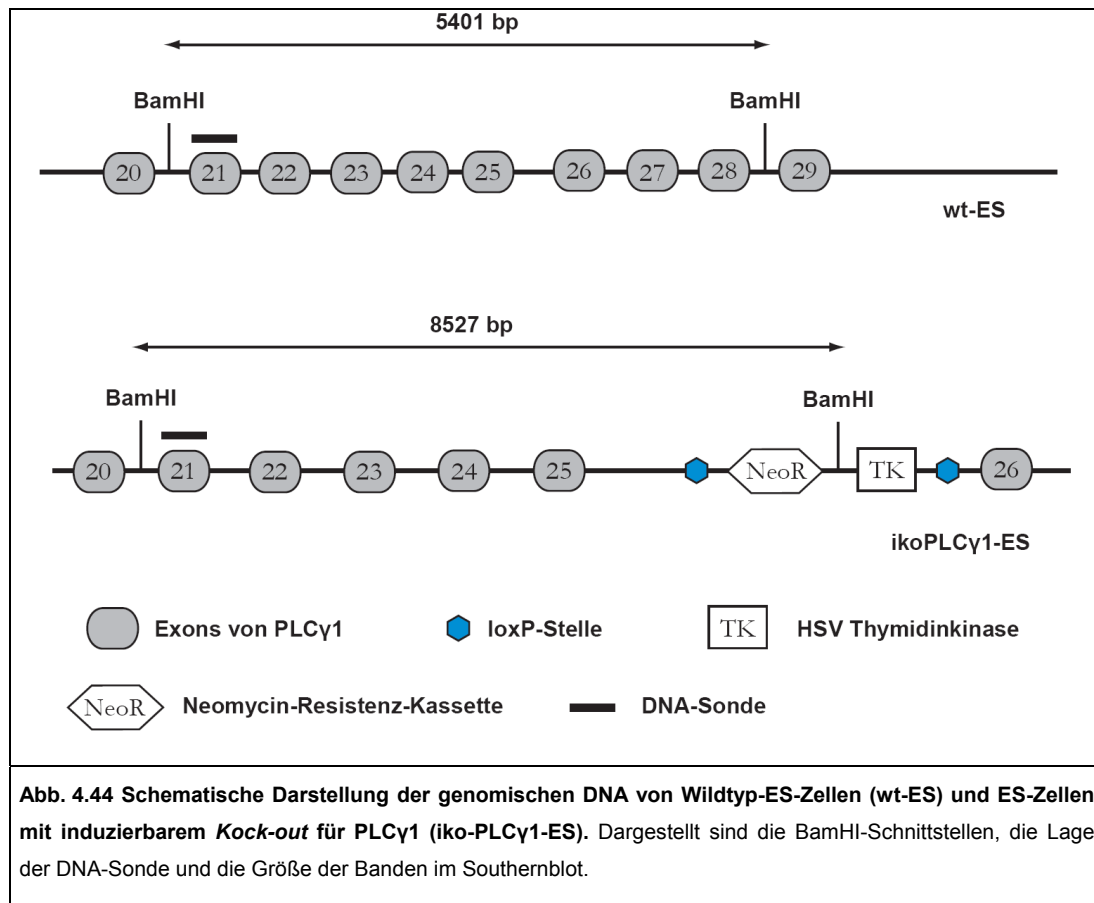 5401 bp
BamHI BamHI
20 21 22 23 24 25 26 27 28 29
wt-ES
8527 bp
BamHI BamHI
20 21 22 23 24 25 NeoR TK 26
ikoPLCγ1-ES
Exons von PLCγ1 loxP-Stelle TK HSV Thymidinkinase
NeoR Neomycin-Resistenz-Kassette DNA-Sonde
Abb. 4.44 Schematische Darstellung der genomischen DNA von Wildtyp-ES-Zellen (wt-ES) und ES-Zellen
mit induzierbarem Kock-out für PLCγ1 (iko-PLCγ1-ES). Dargestellt sind die BamHI-Schnittstellen, die Lage
der DNA-Sonde und die Größe der Banden im Southernblot.